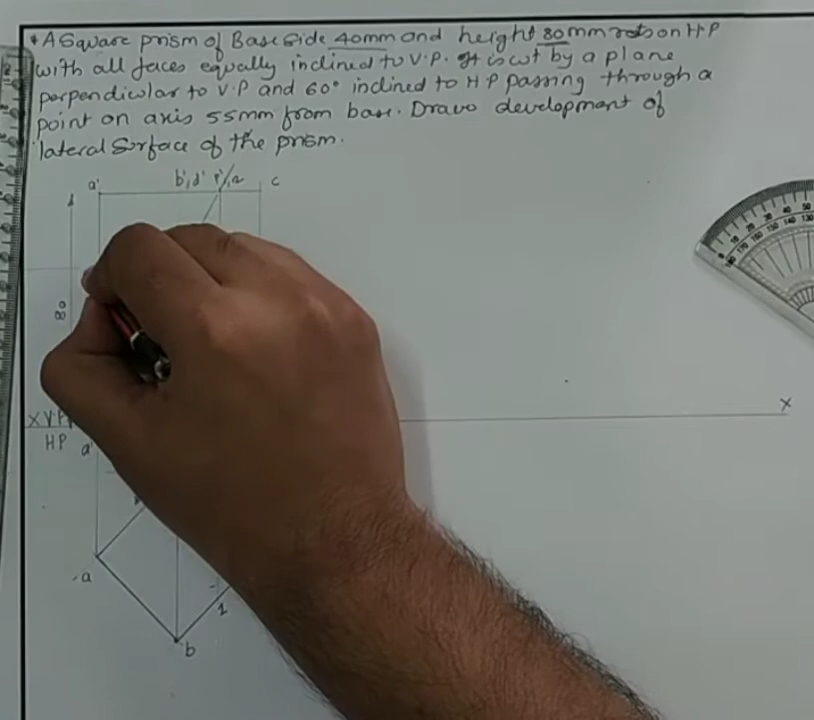 * A Square prism of Base side 40mm and height 80mm rests on H P
with all faces equally inclined to V.P. It is cut by a plane
perpendicular to V.P and 60° inclined to H P passing through a
point on axis 55mm from base. Draw development of
lateral Surface of the prism.
a' b', d' c
80
X VP X
HP a'
a
1
b